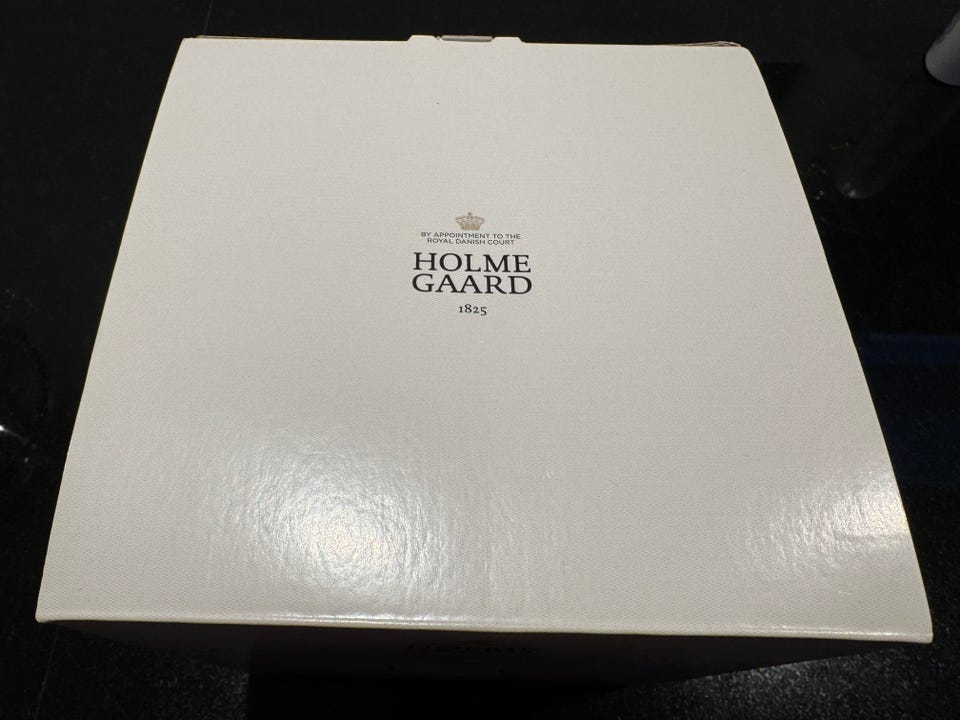 BY APPOINTMENT TO THE
ROYAL DANISH COURT
HOLME
GAARD
1825